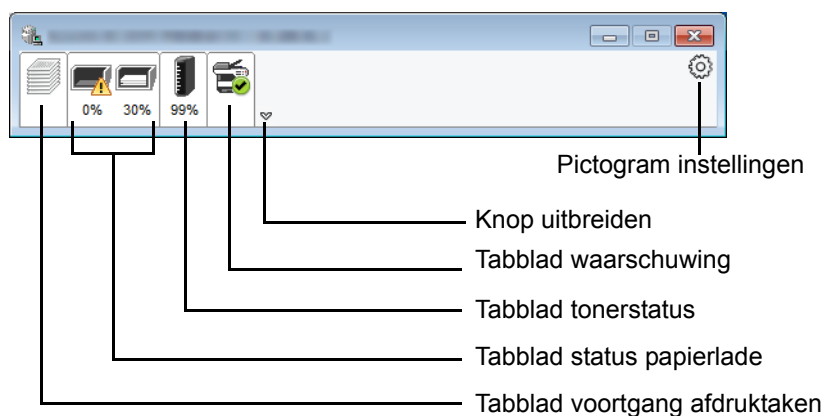 0% 30% 99%
Pictogram instellingen
Knop uitbreiden
Tabblad waarschuwing
Tabblad tonerstatus
Tabblad status papierlade
Tabblad voortgang afdruktaken